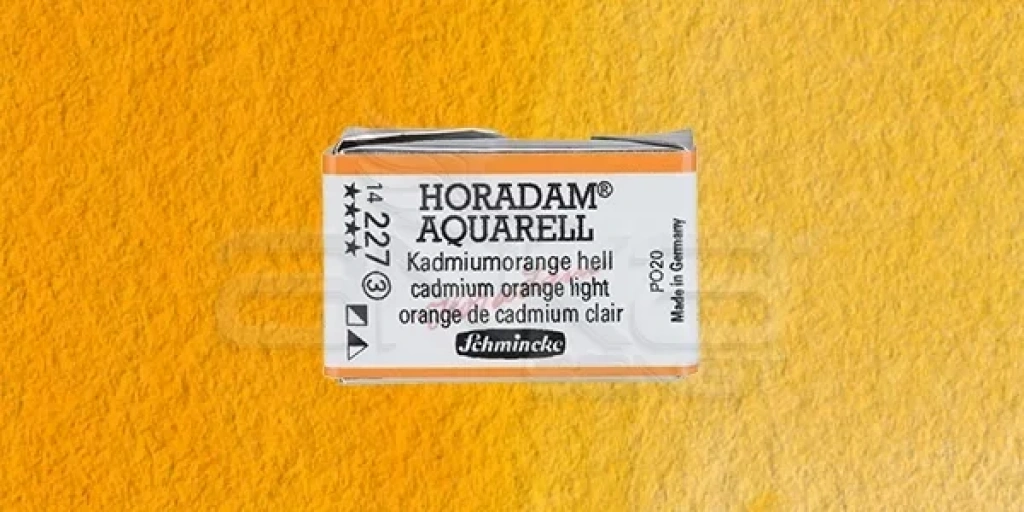 HORADAM®
AQUARELL
Kadmiumorange hell
cadmium orange light
orange de cadmium clair
Schmincke
14 227 ③
★★★★
PO20
Made in Germany